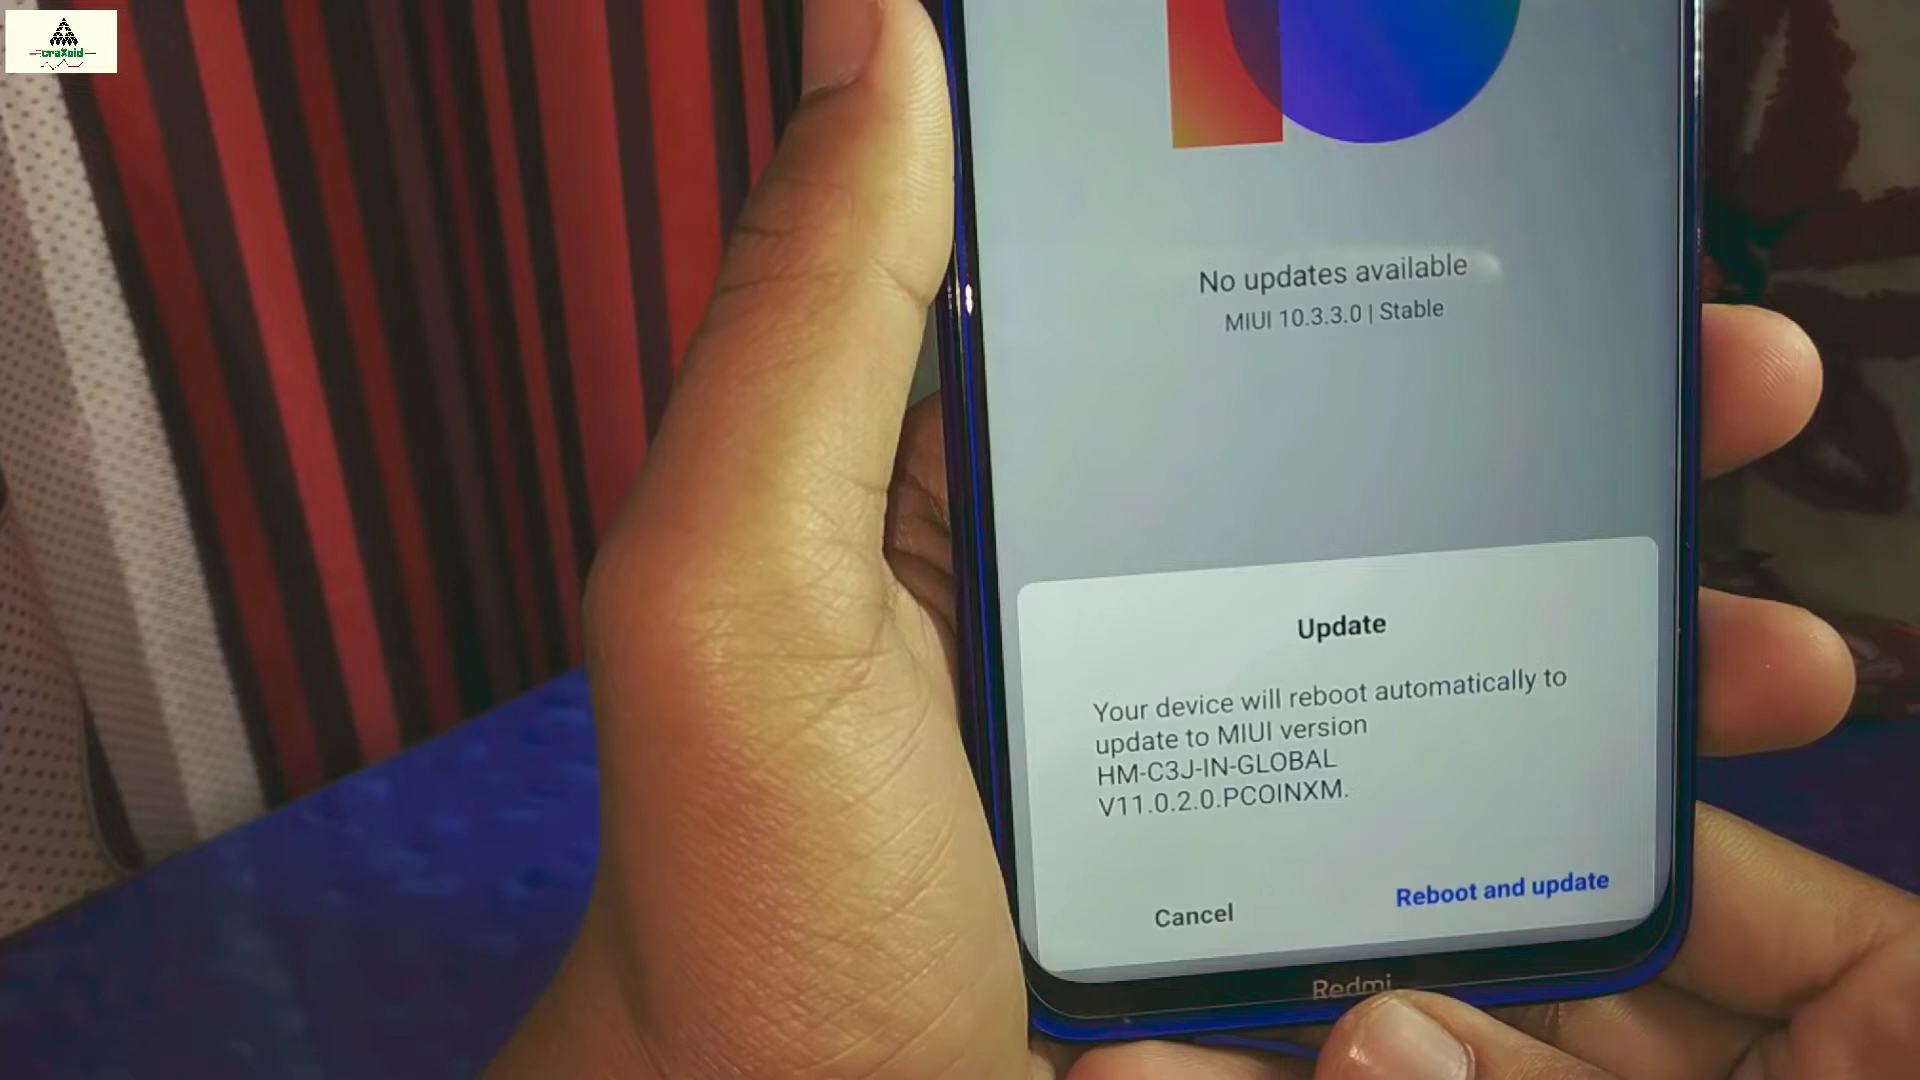 craXoid
No updates available
MIUI 10.3.3.0 | Stable
Update
Your device will reboot automatically to
update to MIUI version
HM-C3J-IN-GLOBAL
V11.0.2.0.PCOINXM.
Cancel
Reboot and update
Redmi